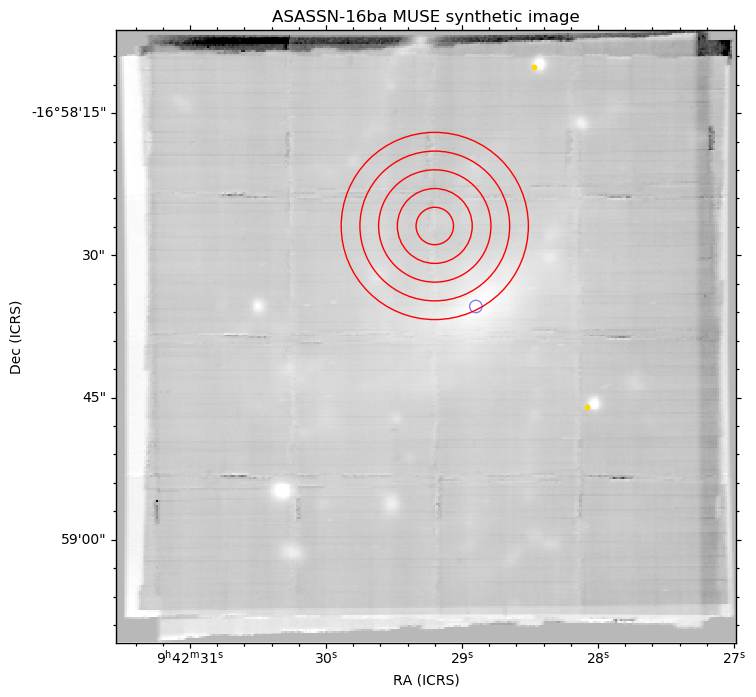 ASASSN-16ba MUSE synthetic image
-16°58'15"
30"
45"
59'00"
Dec (ICRS)
9ʰ42ᵐ31ˢ 30ˢ 29ˢ 28ˢ 27ˢ
RA (ICRS)